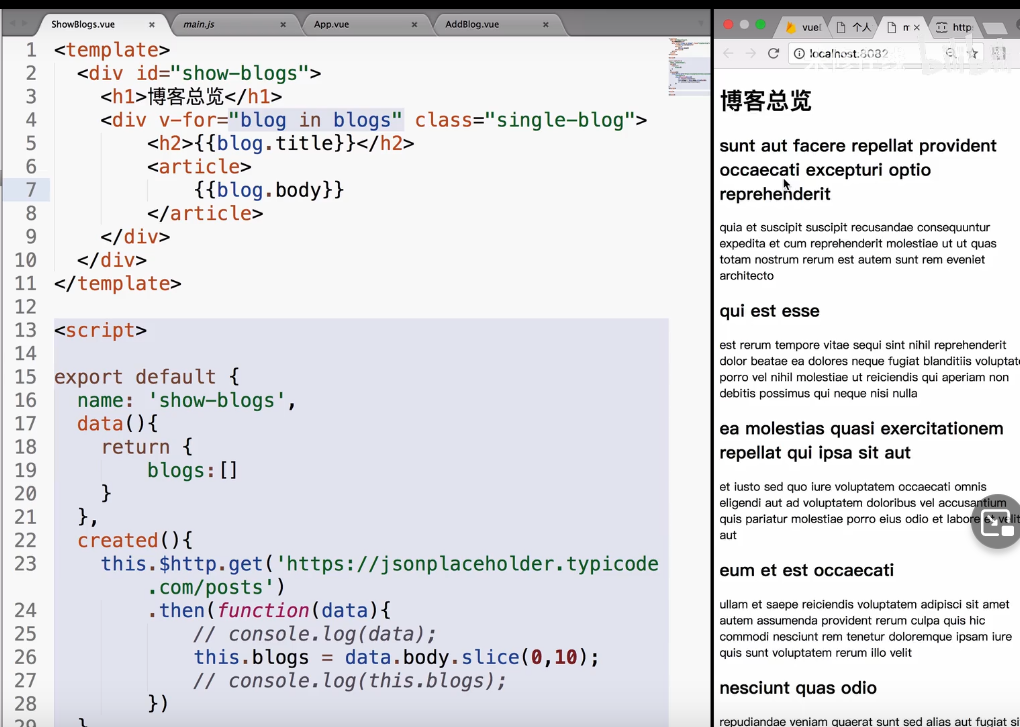 ShowBlogs.vue × main.js × App.vue × AddBlog.vue ×
1 <template>
2 <div id="show-blogs">
3 <h1>博客总览</h1>
4 <div v-for="blog in blogs" class="single-blog">
5 <h2>{{blog.title}}</h2>
6 <article>
7 {{blog.body}}
8 </article>
9 </div>
10 </div>
11 </template>
12
13 <script>
14
15 export default {
16 name: 'show-blogs',
17 data(){
18 return {
19 blogs:[]
20 }
21 },
22 created(){
23 this.$http.get('https://jsonplaceholder.typicode
.com/posts')
24 .then(function(data){
25 // console.log(data);
26 this.blogs = data.body.slice(0,10);
27 // console.log(this.blogs);
28 })
29 }
vuel 个人 m × http
localhost:8082
博客总览
sunt aut facere repellat provident
occaecati excepturi optio
reprehenderit
quia et suscipit suscipit recusandae consequuntur
expedita et cum reprehenderit molestiae ut ut quas
totam nostrum rerum est autem sunt rem eveniet
architecto
qui est esse
est rerum tempore vitae sequi sint nihil reprehenderit
dolor beatae ea dolores neque fugiat blanditiis voluptate
porro vel nihil molestiae ut reiciendis qui aperiam non
debitis possimus qui neque nisi nulla
ea molestias quasi exercitationem
repellat qui ipsa sit aut
et iusto sed quo iure voluptatem occaecati omnis
eligendi aut ad voluptatem doloribus vel accusantium
quis pariatur molestiae porro eius odio et labore et velit
aut
eum et est occaecati
ullam et saepe reiciendis voluptatem adipisci sit amet
autem assumenda provident rerum culpa quis hic
commodi nesciunt rem tenetur doloremque ipsam iure
quis sunt voluptatem rerum illo velit
nesciunt quas odio
repudiandae veniam quaerat sunt sed alias aut fugiat si